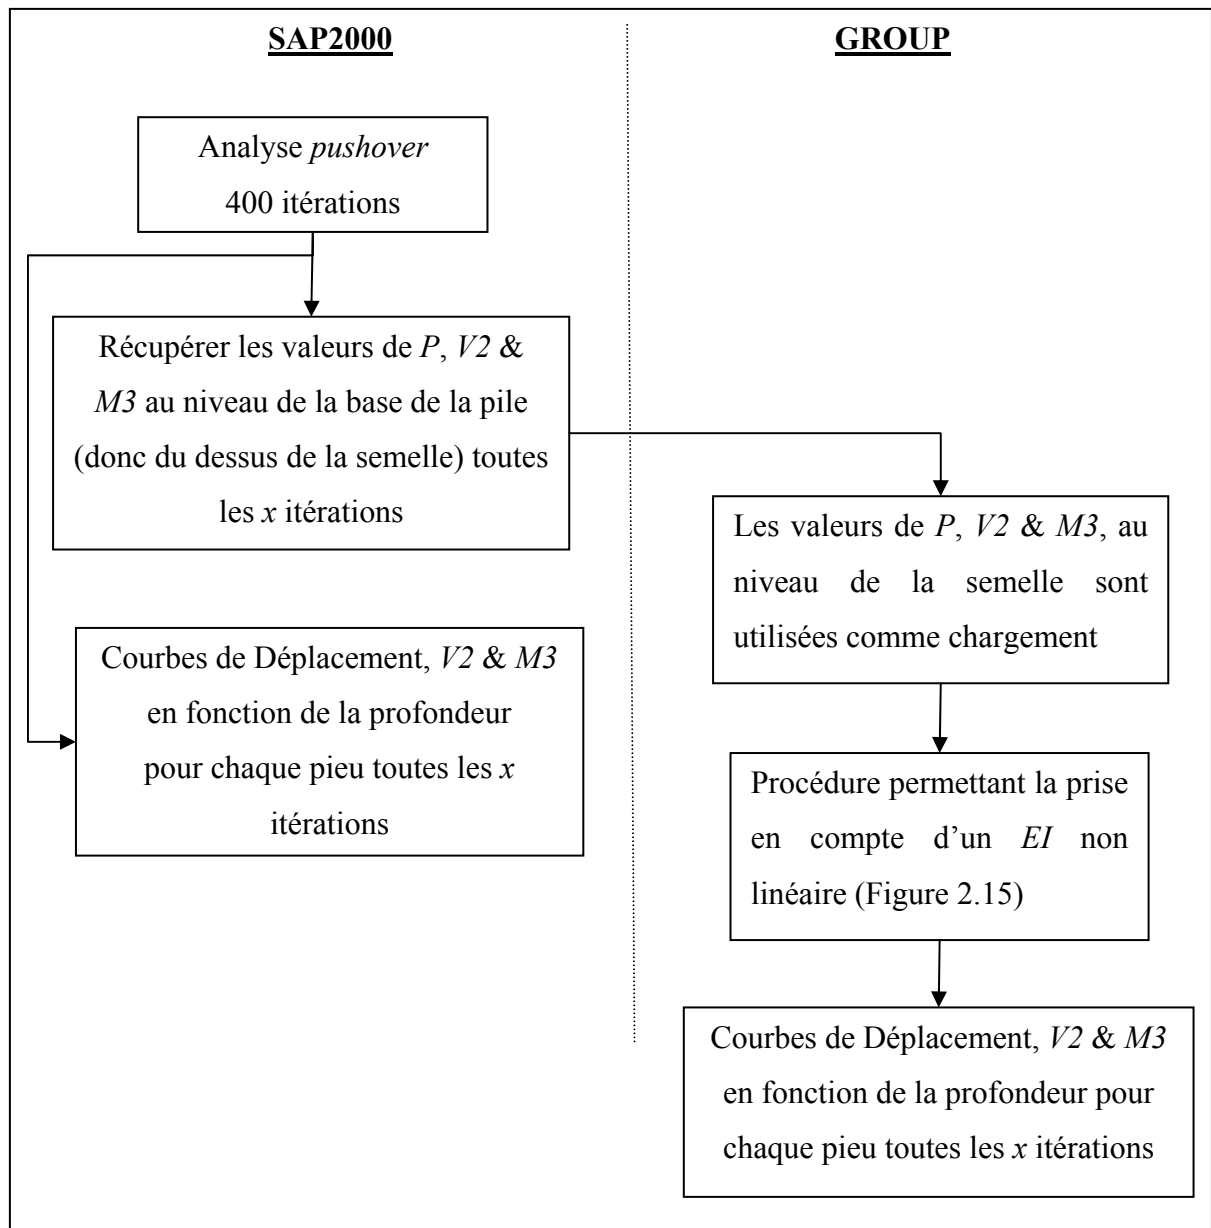 SAP2000
GROUP
Analyse pushover
400 itérations
Récupérer les valeurs de P, V2 &
M3 au niveau de la base de la pile
(donc du dessus de la semelle) toutes
les x itérations
Courbes de Déplacement, V2 & M3
en fonction de la profondeur
pour chaque pieu toutes les x
itérations
Les valeurs de P, V2 & M3, au
niveau de la semelle sont
utilisées comme chargement
Procédure permettant la prise
en compte d’un EI non
linéaire (Figure 2.15)
Courbes de Déplacement, V2 & M3
en fonction de la profondeur pour
chaque pieu toutes les x itérations